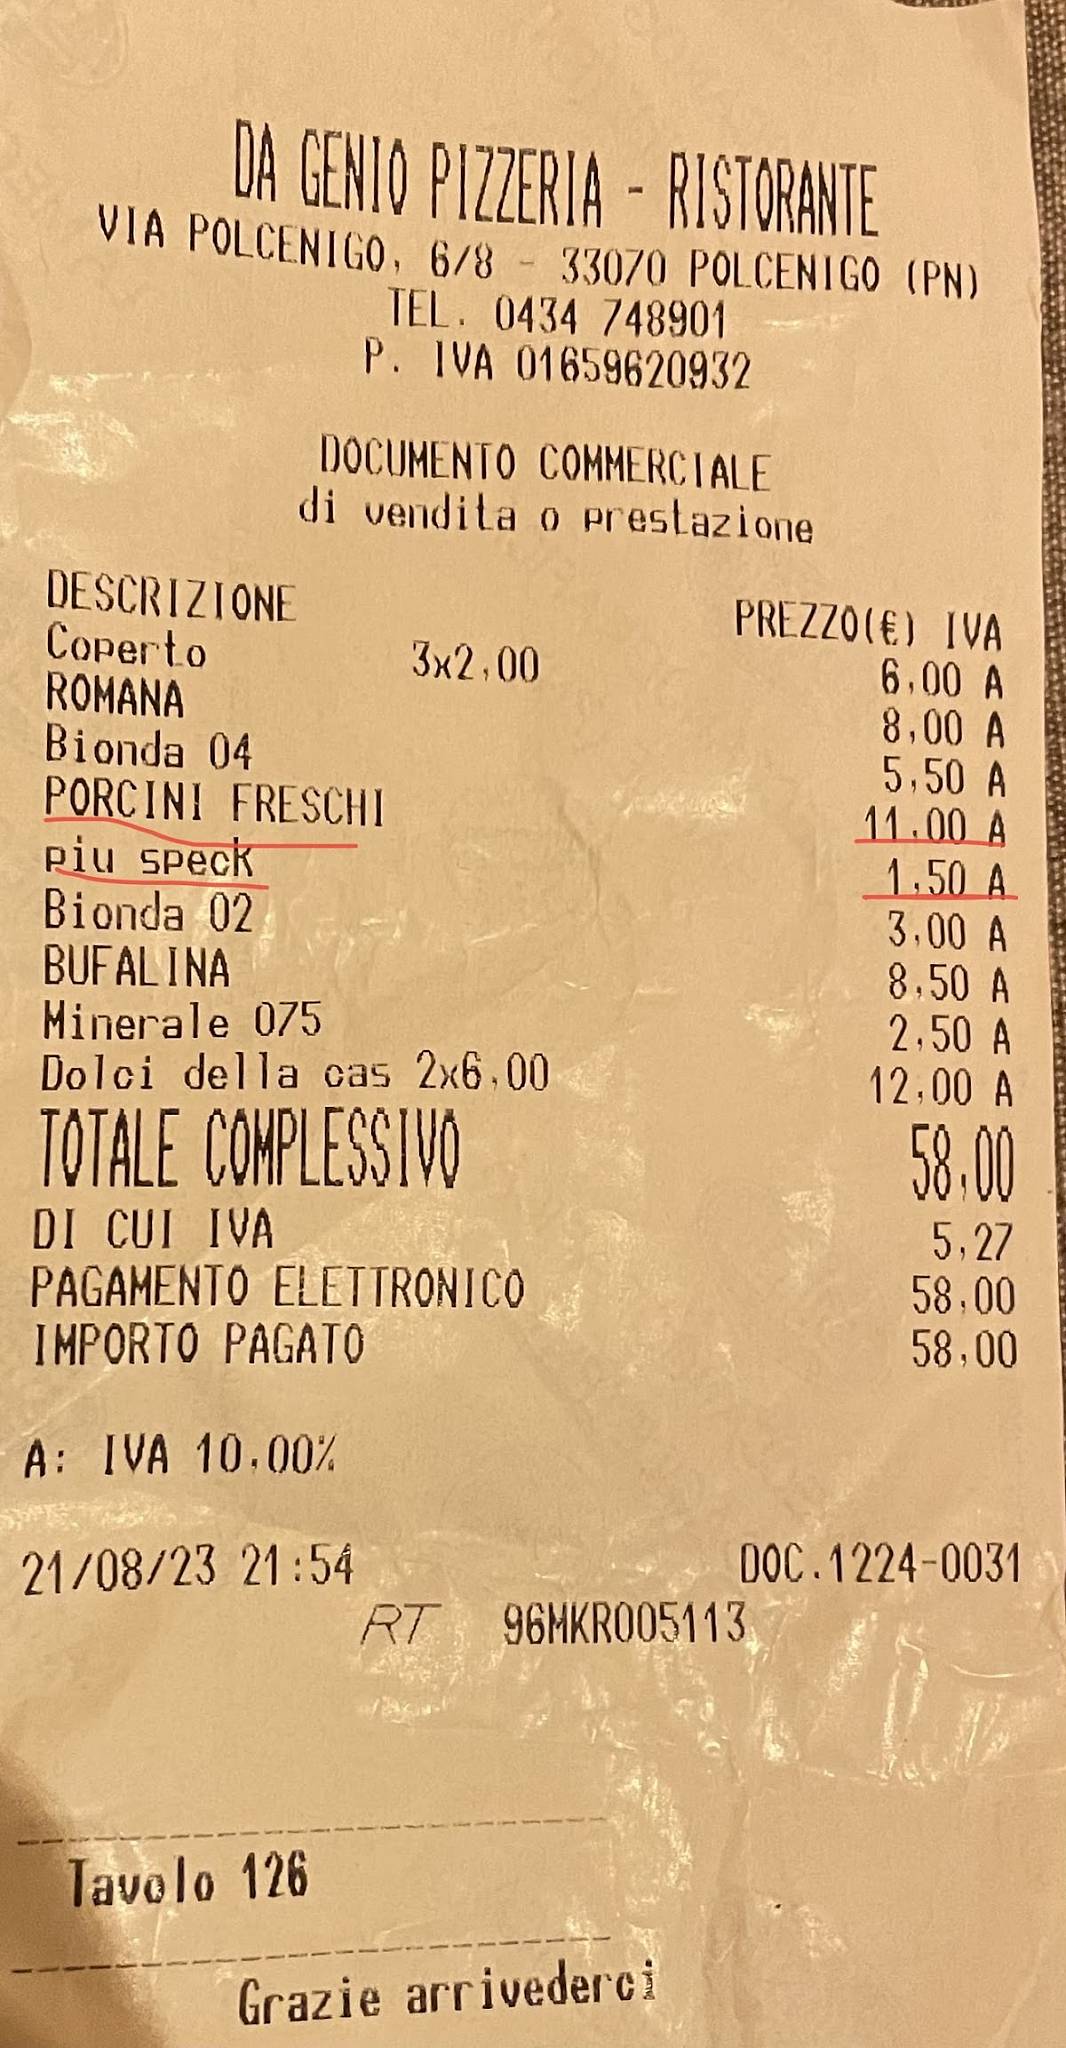 DA GENIO PIZZERIA - RISTORANTE
VIA POLCENIGO, 6/8 - 33070 POLCENIGO (PN)
TEL. 0434 748901
P. IVA 01659620932
DOCUMENTO COMMERCIALE
di vendita o prestazione
DESCRIZIONE PREZZO(€) IVA
Coperto 3x2,00 6,00 A
ROMANA 8,00 A
Bionda 04 5,50 A
PORCINI FRESCHI 11,00 A
piu speck 1,50 A
Bionda 02 3,00 A
BUFALINA 8,50 A
Minerale 075 2,50 A
Dolci della cas 2x6,00 12,00 A
TOTALE COMPLESSIVO 58,00
DI CUI IVA 5,27
PAGAMENTO ELETTRONICO 58,00
IMPORTO PAGATO 58,00
A: IVA 10,00%
21/08/23 21:54 DOC.1224-0031
RT 96MKR005113
Tavolo 126
Grazie arrivederci